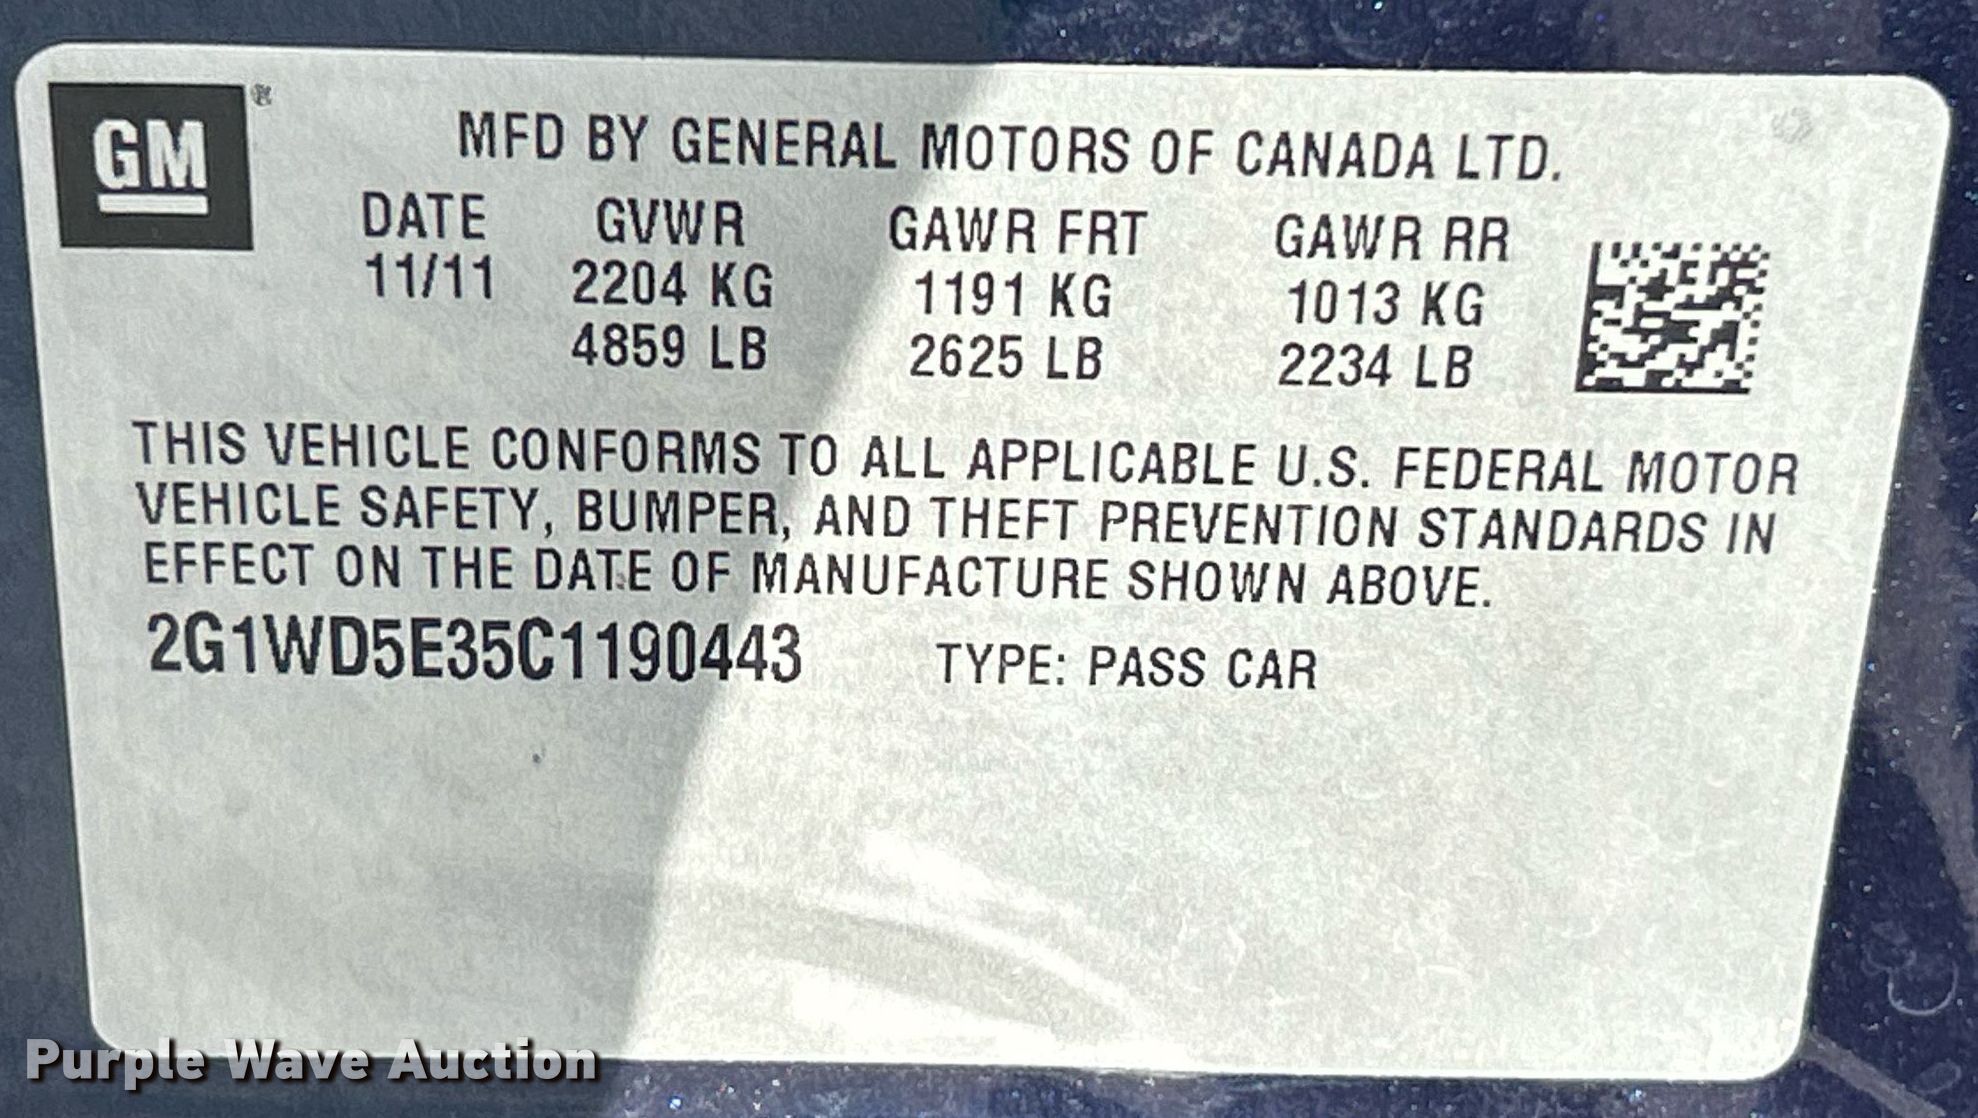 GM®
MFD BY GENERAL MOTORS OF CANADA LTD.
DATE GVWR GAWR FRT GAWR RR
11/11 2204 KG 1191 KG 1013 KG
4859 LB 2625 LB 2234 LB
THIS VEHICLE CONFORMS TO ALL APPLICABLE U.S. FEDERAL MOTOR
VEHICLE SAFETY, BUMPER, AND THEFT PREVENTION STANDARDS IN
EFFECT ON THE DATE OF MANUFACTURE SHOWN ABOVE.
2G1WD5E35C1190443 TYPE: PASS CAR
Purple Wave Auction